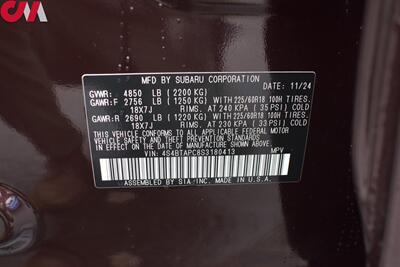 CMA
MFD BY SUBARU CORPORATION DATE: 11/24
GVWR: 4850 LB (2200 KG)
GAWR:F 2756 LB (1250 KG) WITH 225/60R18 100H TIRES,
18X7J RIMS, AT 240 KPA ( 35 PSI) COLD
GAWR:R 2690 LB (1220 KG) WITH 225/60R18 100H TIRES,
18X7J RIMS, AT 230 KPA ( 33 PSI) COLD
THIS VEHICLE CONFORMS TO ALL APPLICABLE FEDERAL MOTOR
VEHICLE SAFETY AND THEFT PREVENTION STANDARDS IN EFFECT
ON THE DATE OF MANUFACTURE SHOWN ABOVE.
VIN: 4S4BTAPC8S3180413 MPV
ASSEMBLED BY SIA,INC. MADE IN U.S.A.